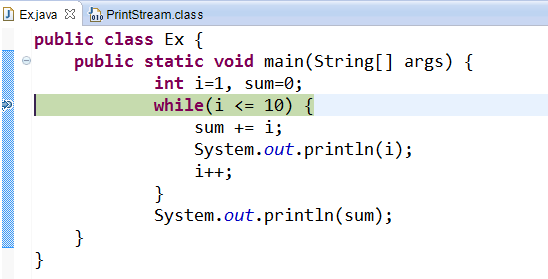 Ex.java PrintStream.class
public class Ex {
public static void main(String[] args) {
int i=1, sum=0;
while(i <= 10) {
sum += i;
System.out.println(i);
i++;
}
System.out.println(sum);
}
}